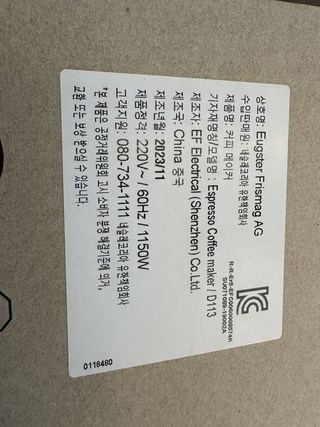 상호명: Eugster Frismag AG
수입판매원: 네슬레코리아 유한책임회사
제품명: 커피 메이커
기자재명칭/모델명 : Espresso Coffee maker / D113
제조자: EF Electrical (Shenzhen) Co.Ltd.
제조국: China 중국
제조년월: 2023/11
제품정격: 220V~ / 60Hz / 1150W
고객지원: 080-734-1111 네슬레코리아 유한책임회사
*본 제품은 공정거래위원회 고시 소비자 분쟁 해결기준에 의거,
교환 또는 보상 받으실 수 있습니다.
R-R-Er5-EFC0000008574K
SU071089-19002A
0118480